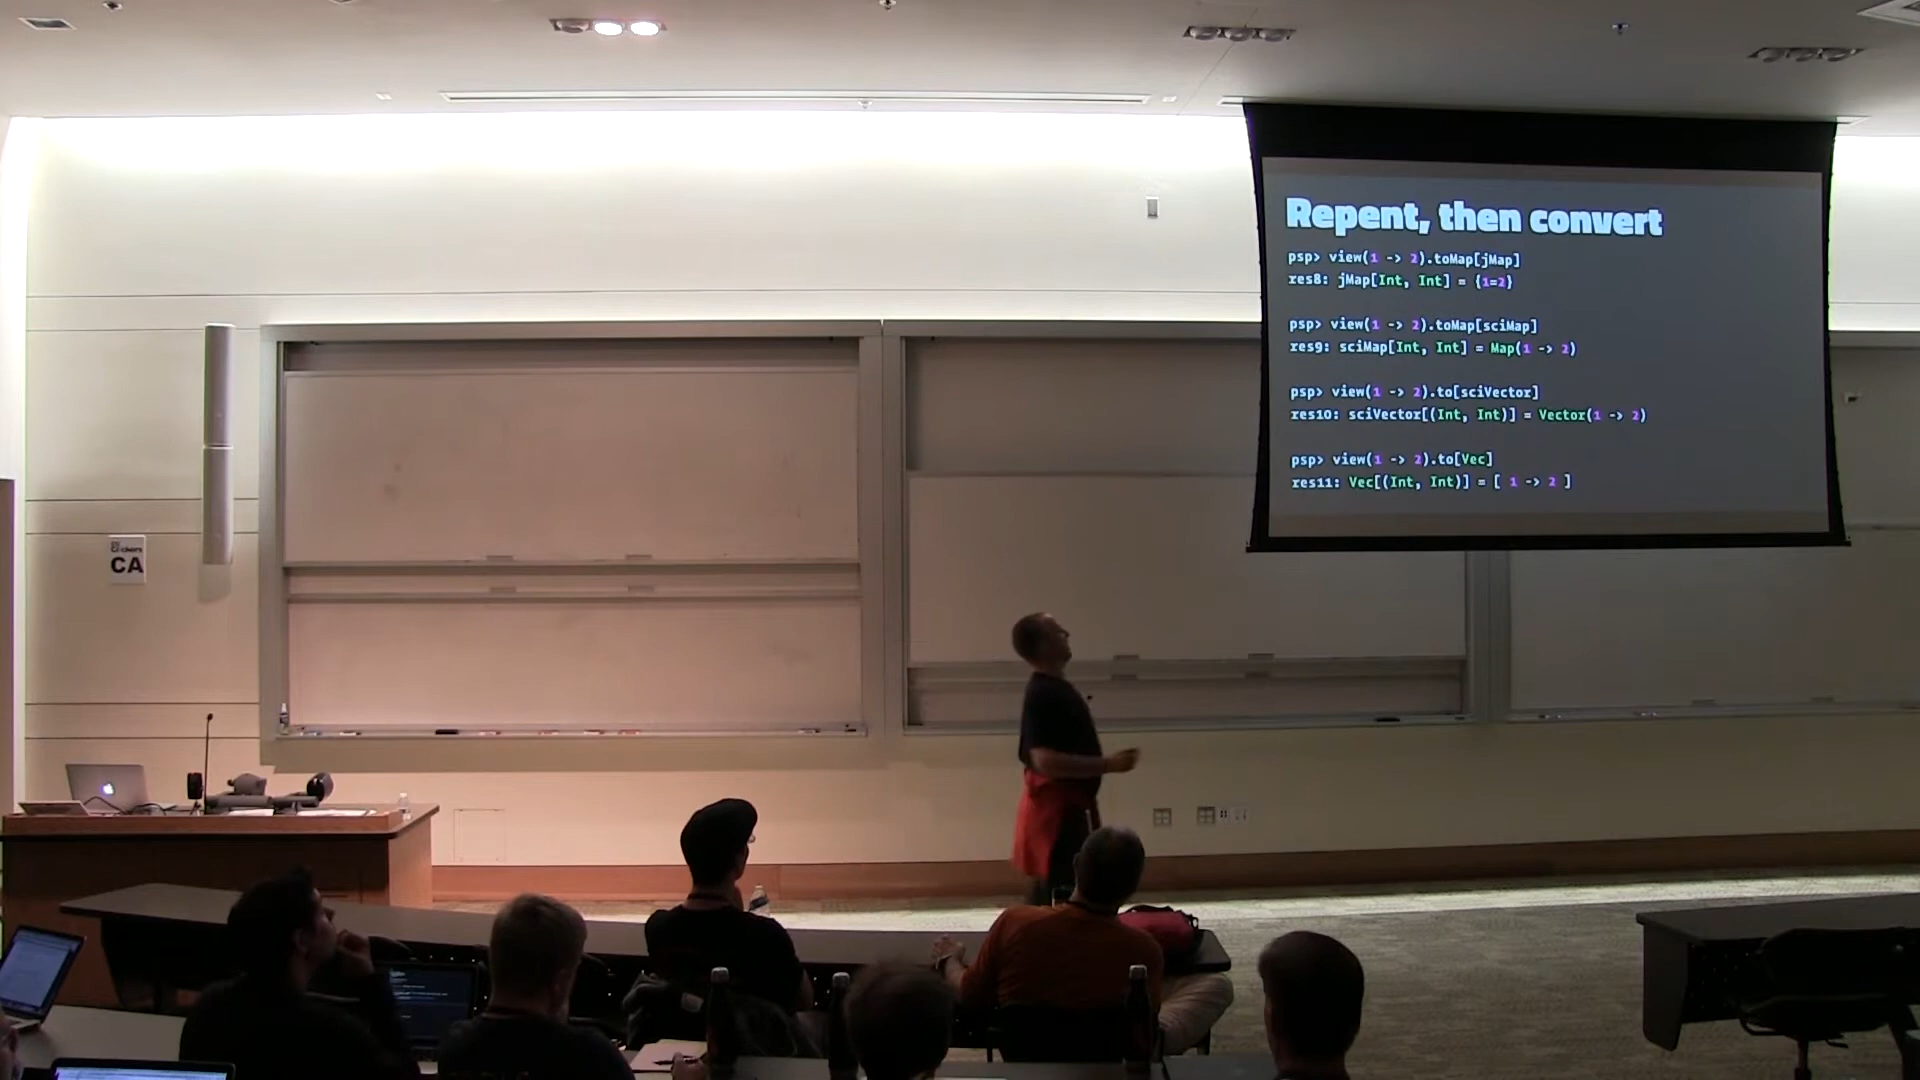 Repent, then convert
psp> view(1 -> 2).toMap[jMap]
res8: jMap[Int, Int] = {1=2}
psp> view(1 -> 2).toMap[sciMap]
res9: sciMap[Int, Int] = Map(1 -> 2)
psp> view(1 -> 2).to[sciVector]
res10: sciVector[(Int, Int)] = Vector(1 -> 2)
psp> view(1 -> 2).to[Vec]
res11: Vec[(Int, Int)] = [ 1 -> 2 ]
CA